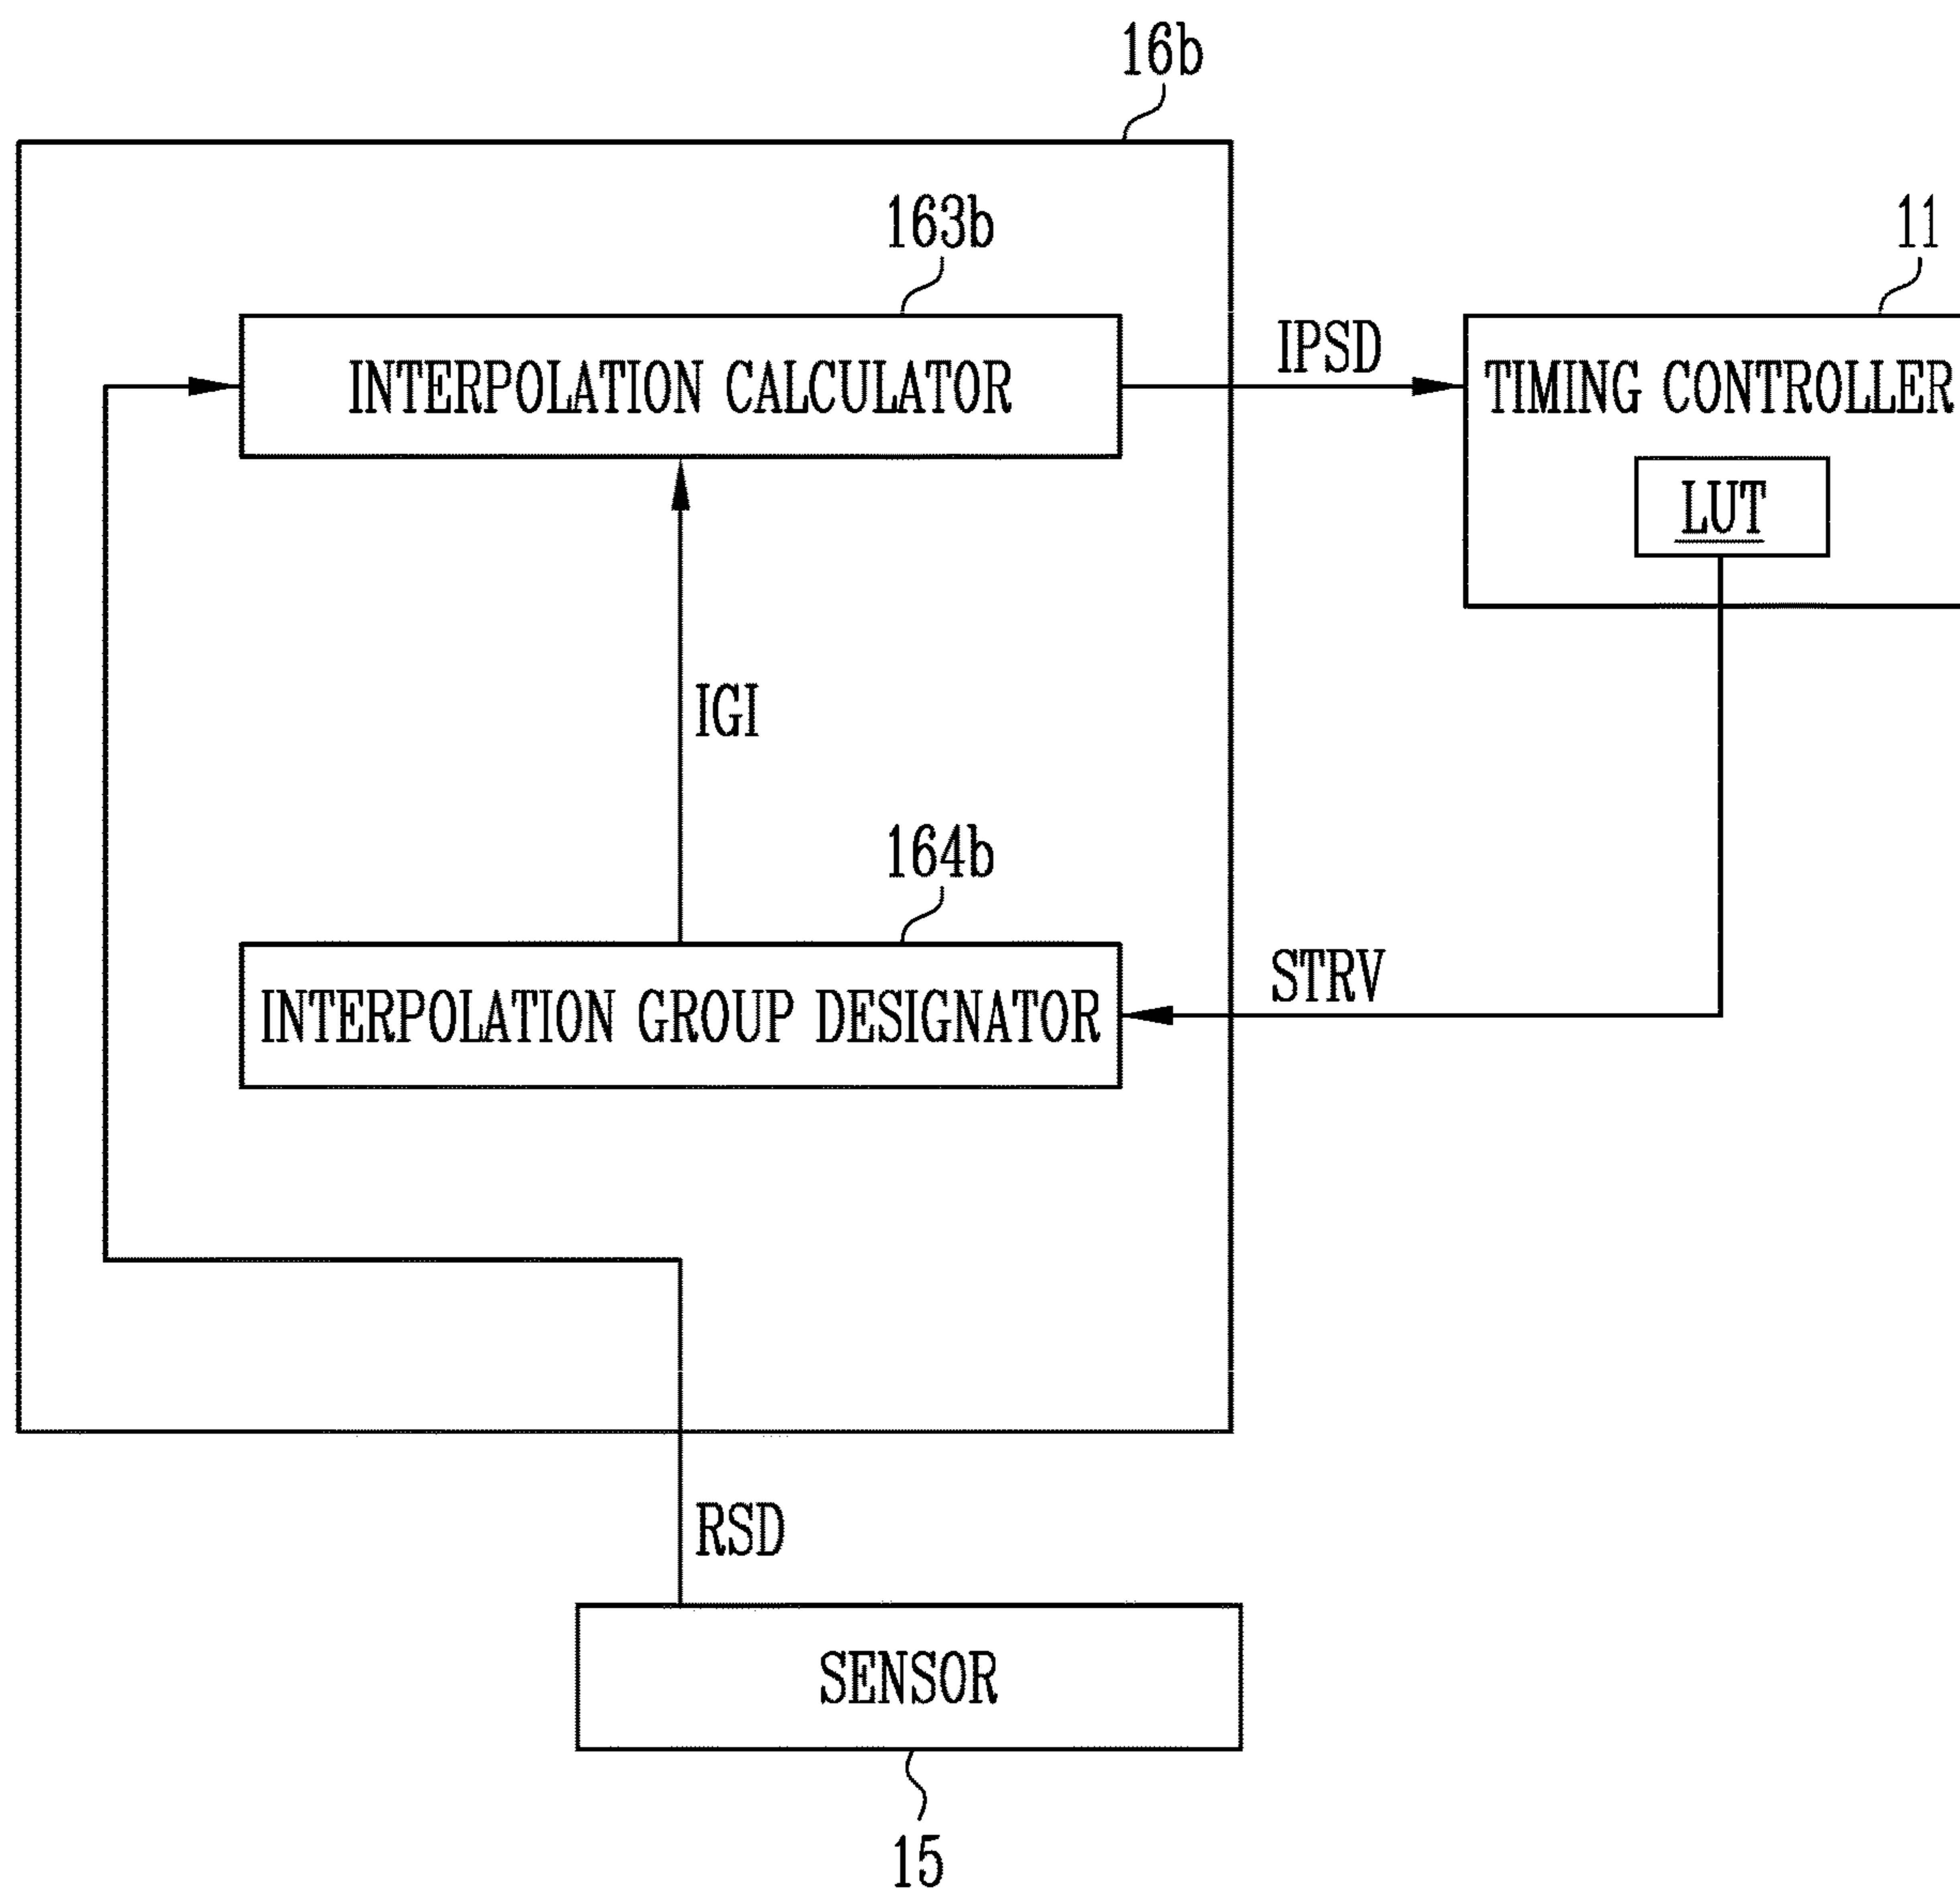 16b
163b
11
INTERPOLATION CALCULATOR
IPSD
TIMING CONTROLLER
LUT
IGI
164b
INTERPOLATION GROUP DESIGNATOR
STRV
RSD
SENSOR
15